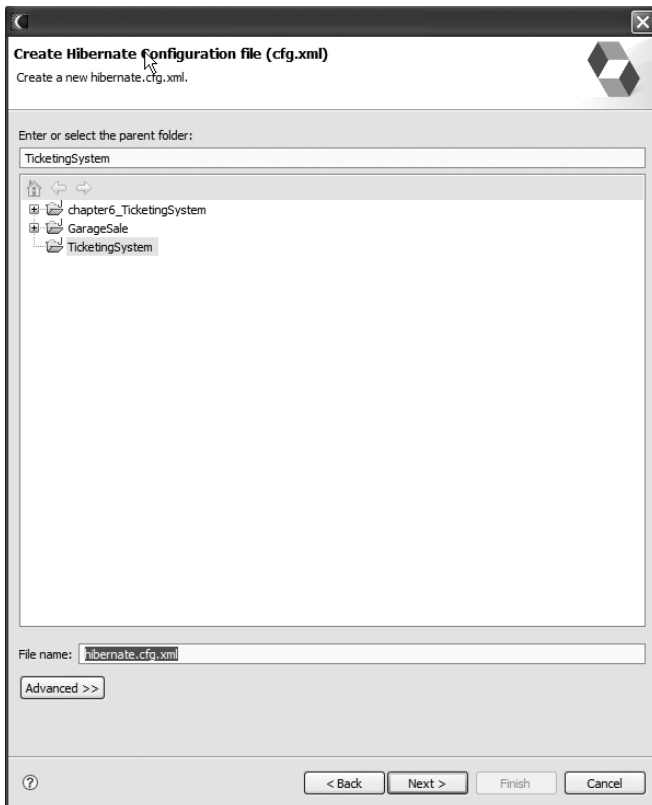 Create Hibernate Configuration file (cfg.xml)
Create a new hibernate.cfg.xml.
Enter or select the parent folder:
TicketingSystem
chapter6_TicketingSystem
GarageSale
TicketingSystem
File name: hibernate.cfg.xml
Advanced >>
? < Back Next > Finish Cancel